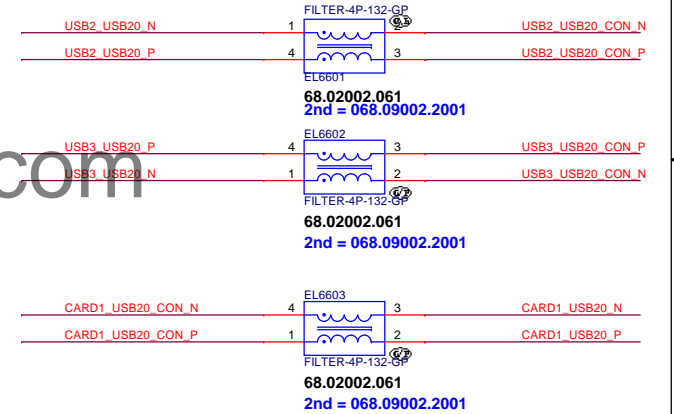 FILTER-4P-132-GP
USB2_USB20_N 1 2 USB2_USB20_CON_N
USB2_USB20_P 4 3 USB2_USB20_CON_P
EL6601
68.02002.061
2nd = 068.09002.2001
EL6602
USB3_USB20_P 4 3 USB3_USB20_CON_P
.com
USB3_USB20_N 1 2 USB3_USB20_CON_N
FILTER-4P-132-GP
68.02002.061
2nd = 068.09002.2001
EL6603
CARD1_USB20_CON_N 4 3 CARD1_USB20_N
CARD1_USB20_CON_P 1 2 CARD1_USB20_P
FILTER-4P-132-GP
68.02002.061
2nd = 068.09002.2001